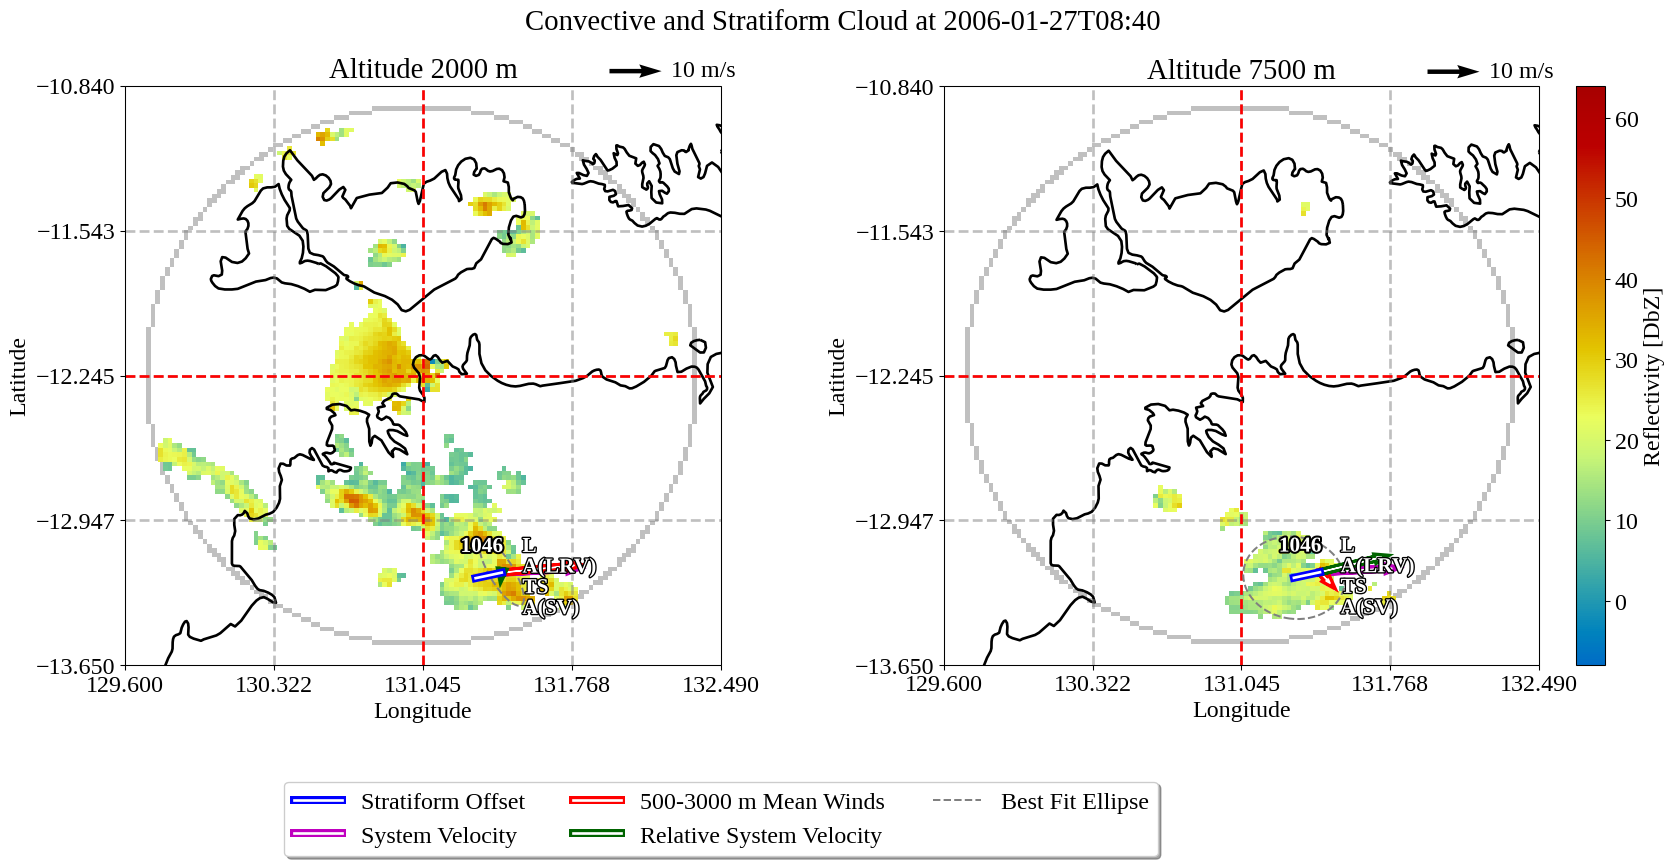 Convective and Stratiform Cloud at 2006-01-27T08:40
Altitude 2000 m
10 m/s
−10.840
−11.543
−12.245
−12.947
−13.650
129.600
130.322
131.045
131.768
132.490
Latitude
Longitude
1046
L
A(LRV)
TS
A(SV)
Altitude 7500 m
10 m/s
−10.840
−11.543
−12.245
−12.947
−13.650
129.600
130.322
131.045
131.768
132.490
Latitude
Longitude
1046
L
A(LRV)
TS
A(SV)
60
50
40
30
20
10
0
Reflectivity [DbZ]
Stratiform Offset
System Velocity
500-3000 m Mean Winds
Relative System Velocity
Best Fit Ellipse